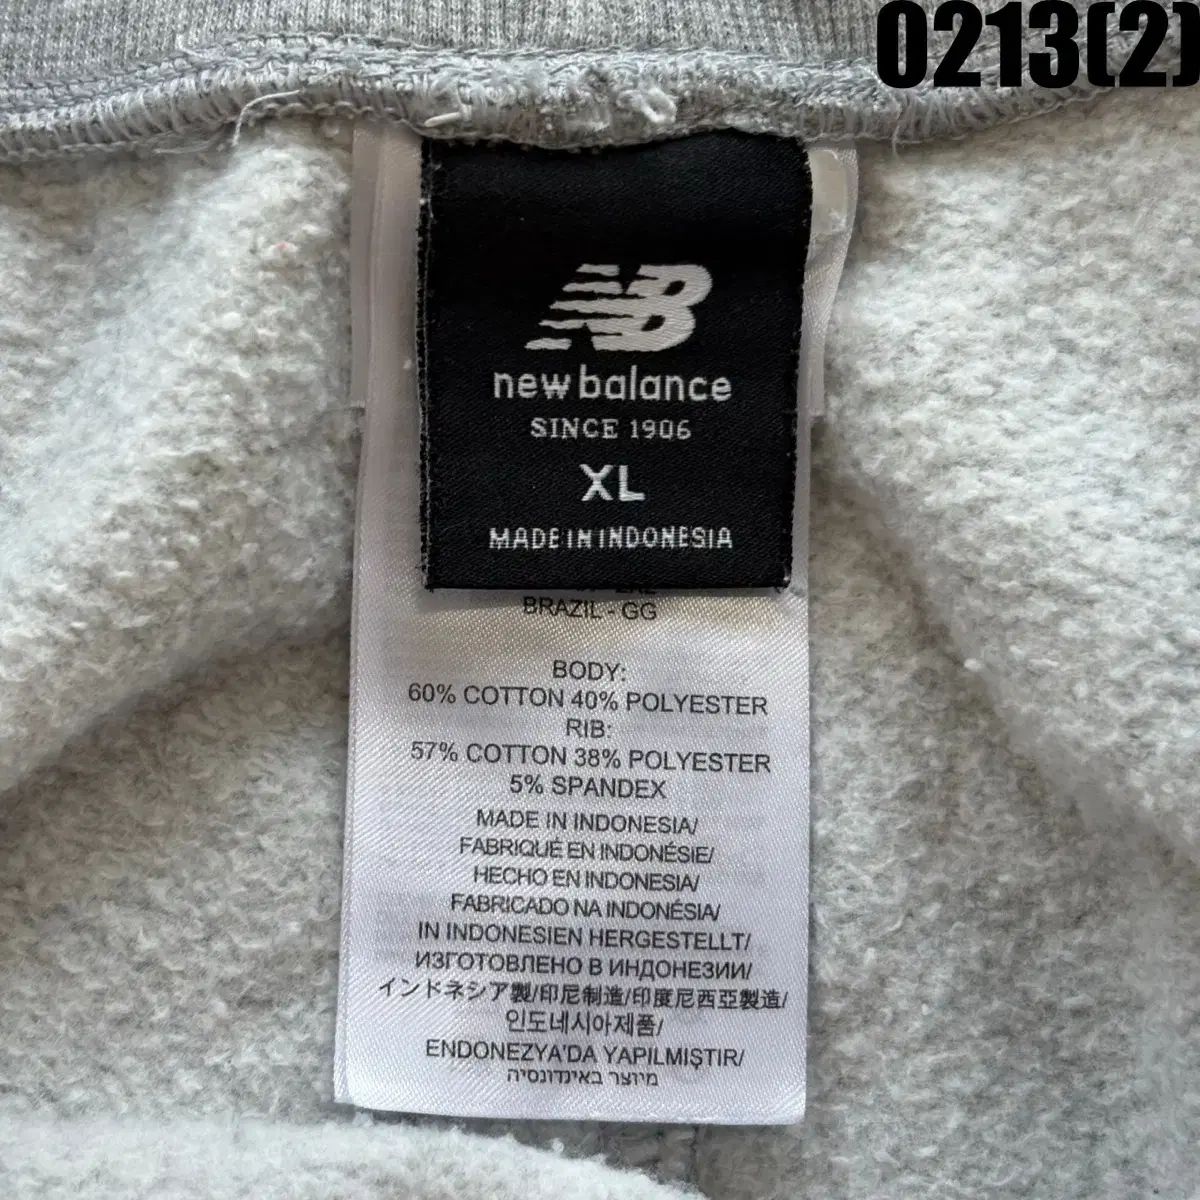 0213(2)
NB
new balance
SINCE 1906
XL
MADE IN INDONESIA
BRAZIL - GG
BODY:
60% COTTON 40% POLYESTER
RIB:
57% COTTON 38% POLYESTER
5% SPANDEX
MADE IN INDONESIA/
FABRIQUÉ EN INDONÉSIE/
HECHO EN INDONESIA/
FABRICADO NA INDONÉSIA/
IN INDONESIEN HERGESTELLT/
ИЗГОТОВЛЕНО В ИНДОНЕЗИИ/
インドネシア製/印尼制造/印度尼西亞製造/
인도네시아제품/
ENDONEZYA'DA YAPILMIŞTIR/
מיוצר באינדונסיה